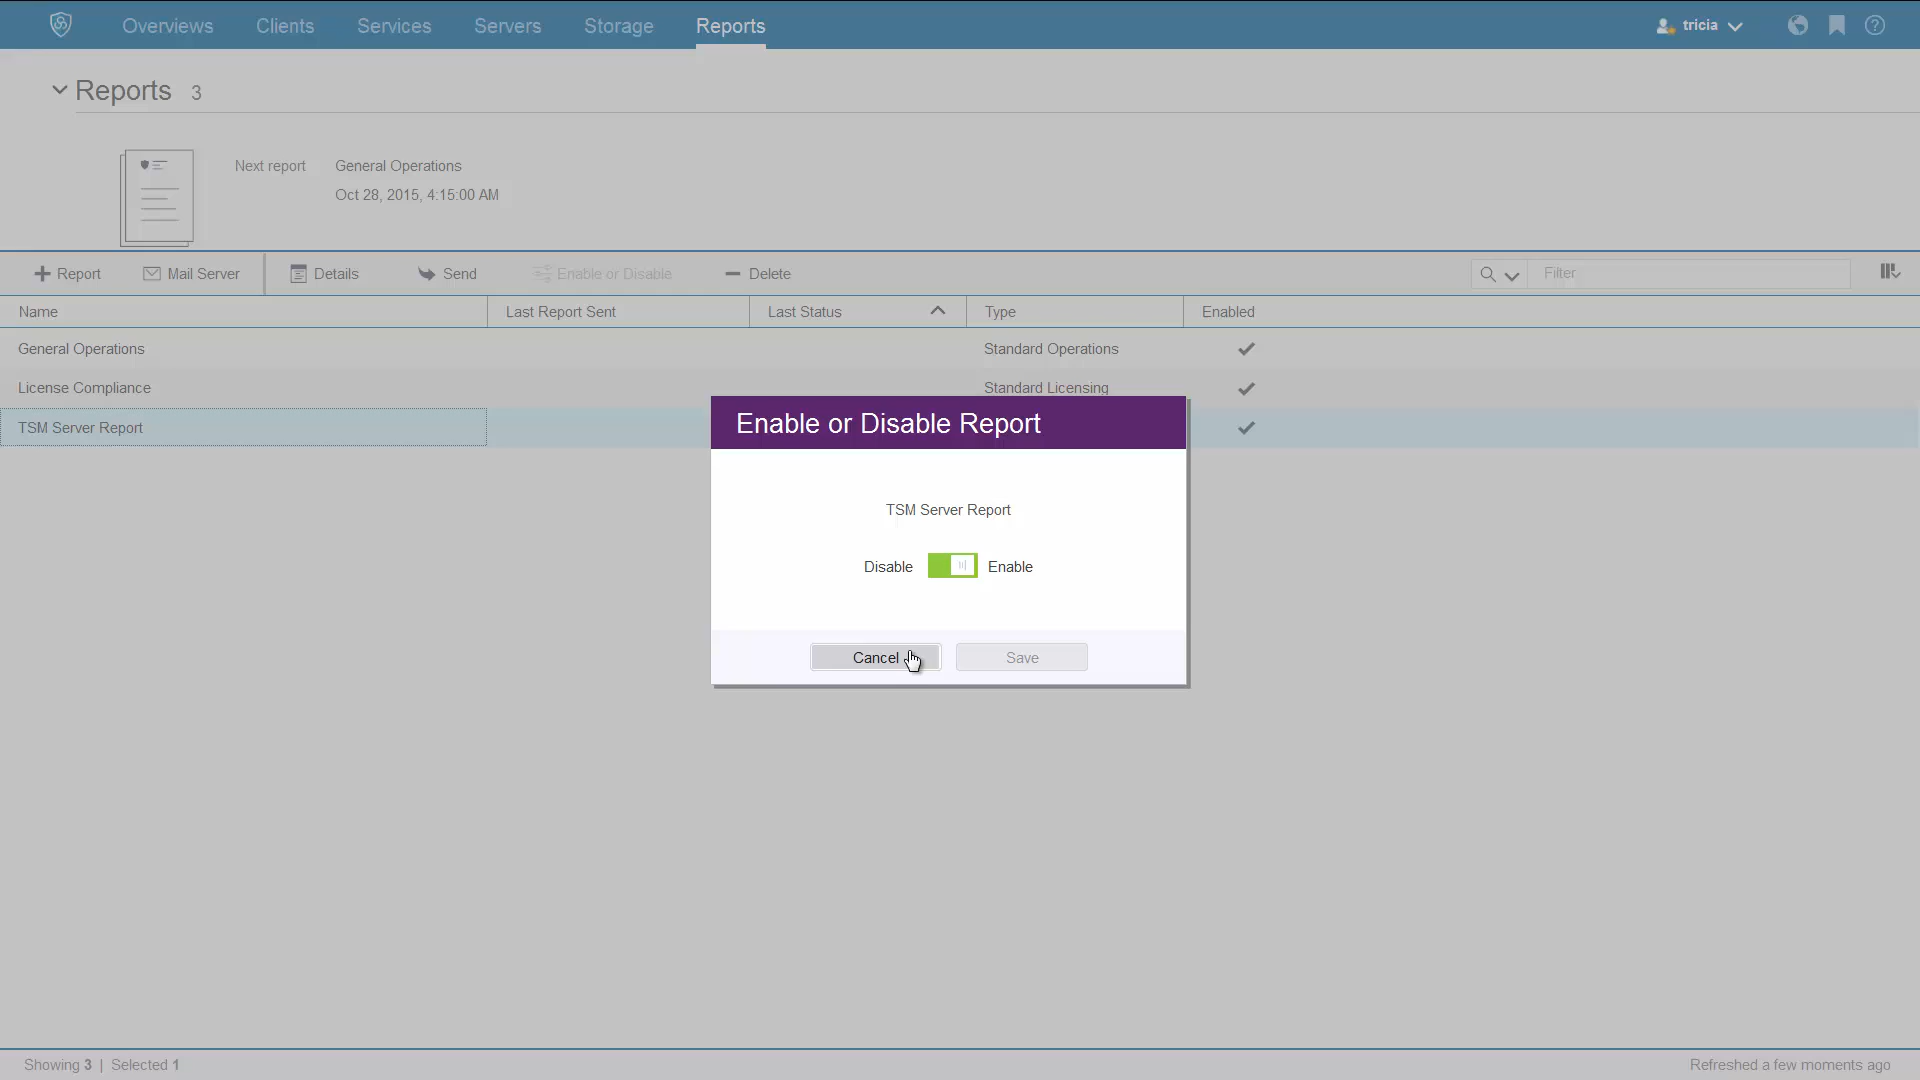 Overviews Clients Services Servers Storage Reports tricia
Reports 3
Next report General Operations
Oct 28, 2015, 4:15:00 AM
Report Mail Server Details Send Enable or Disable Delete Filter
Name Last Report Sent Last Status Type Enabled
General Operations Standard Operations
License Compliance Standard Licensing
TSM Server Report
Enable or Disable Report
TSM Server Report
Disable Enable
Cancel Save
Showing 3 | Selected 1 Refreshed a few moments ago